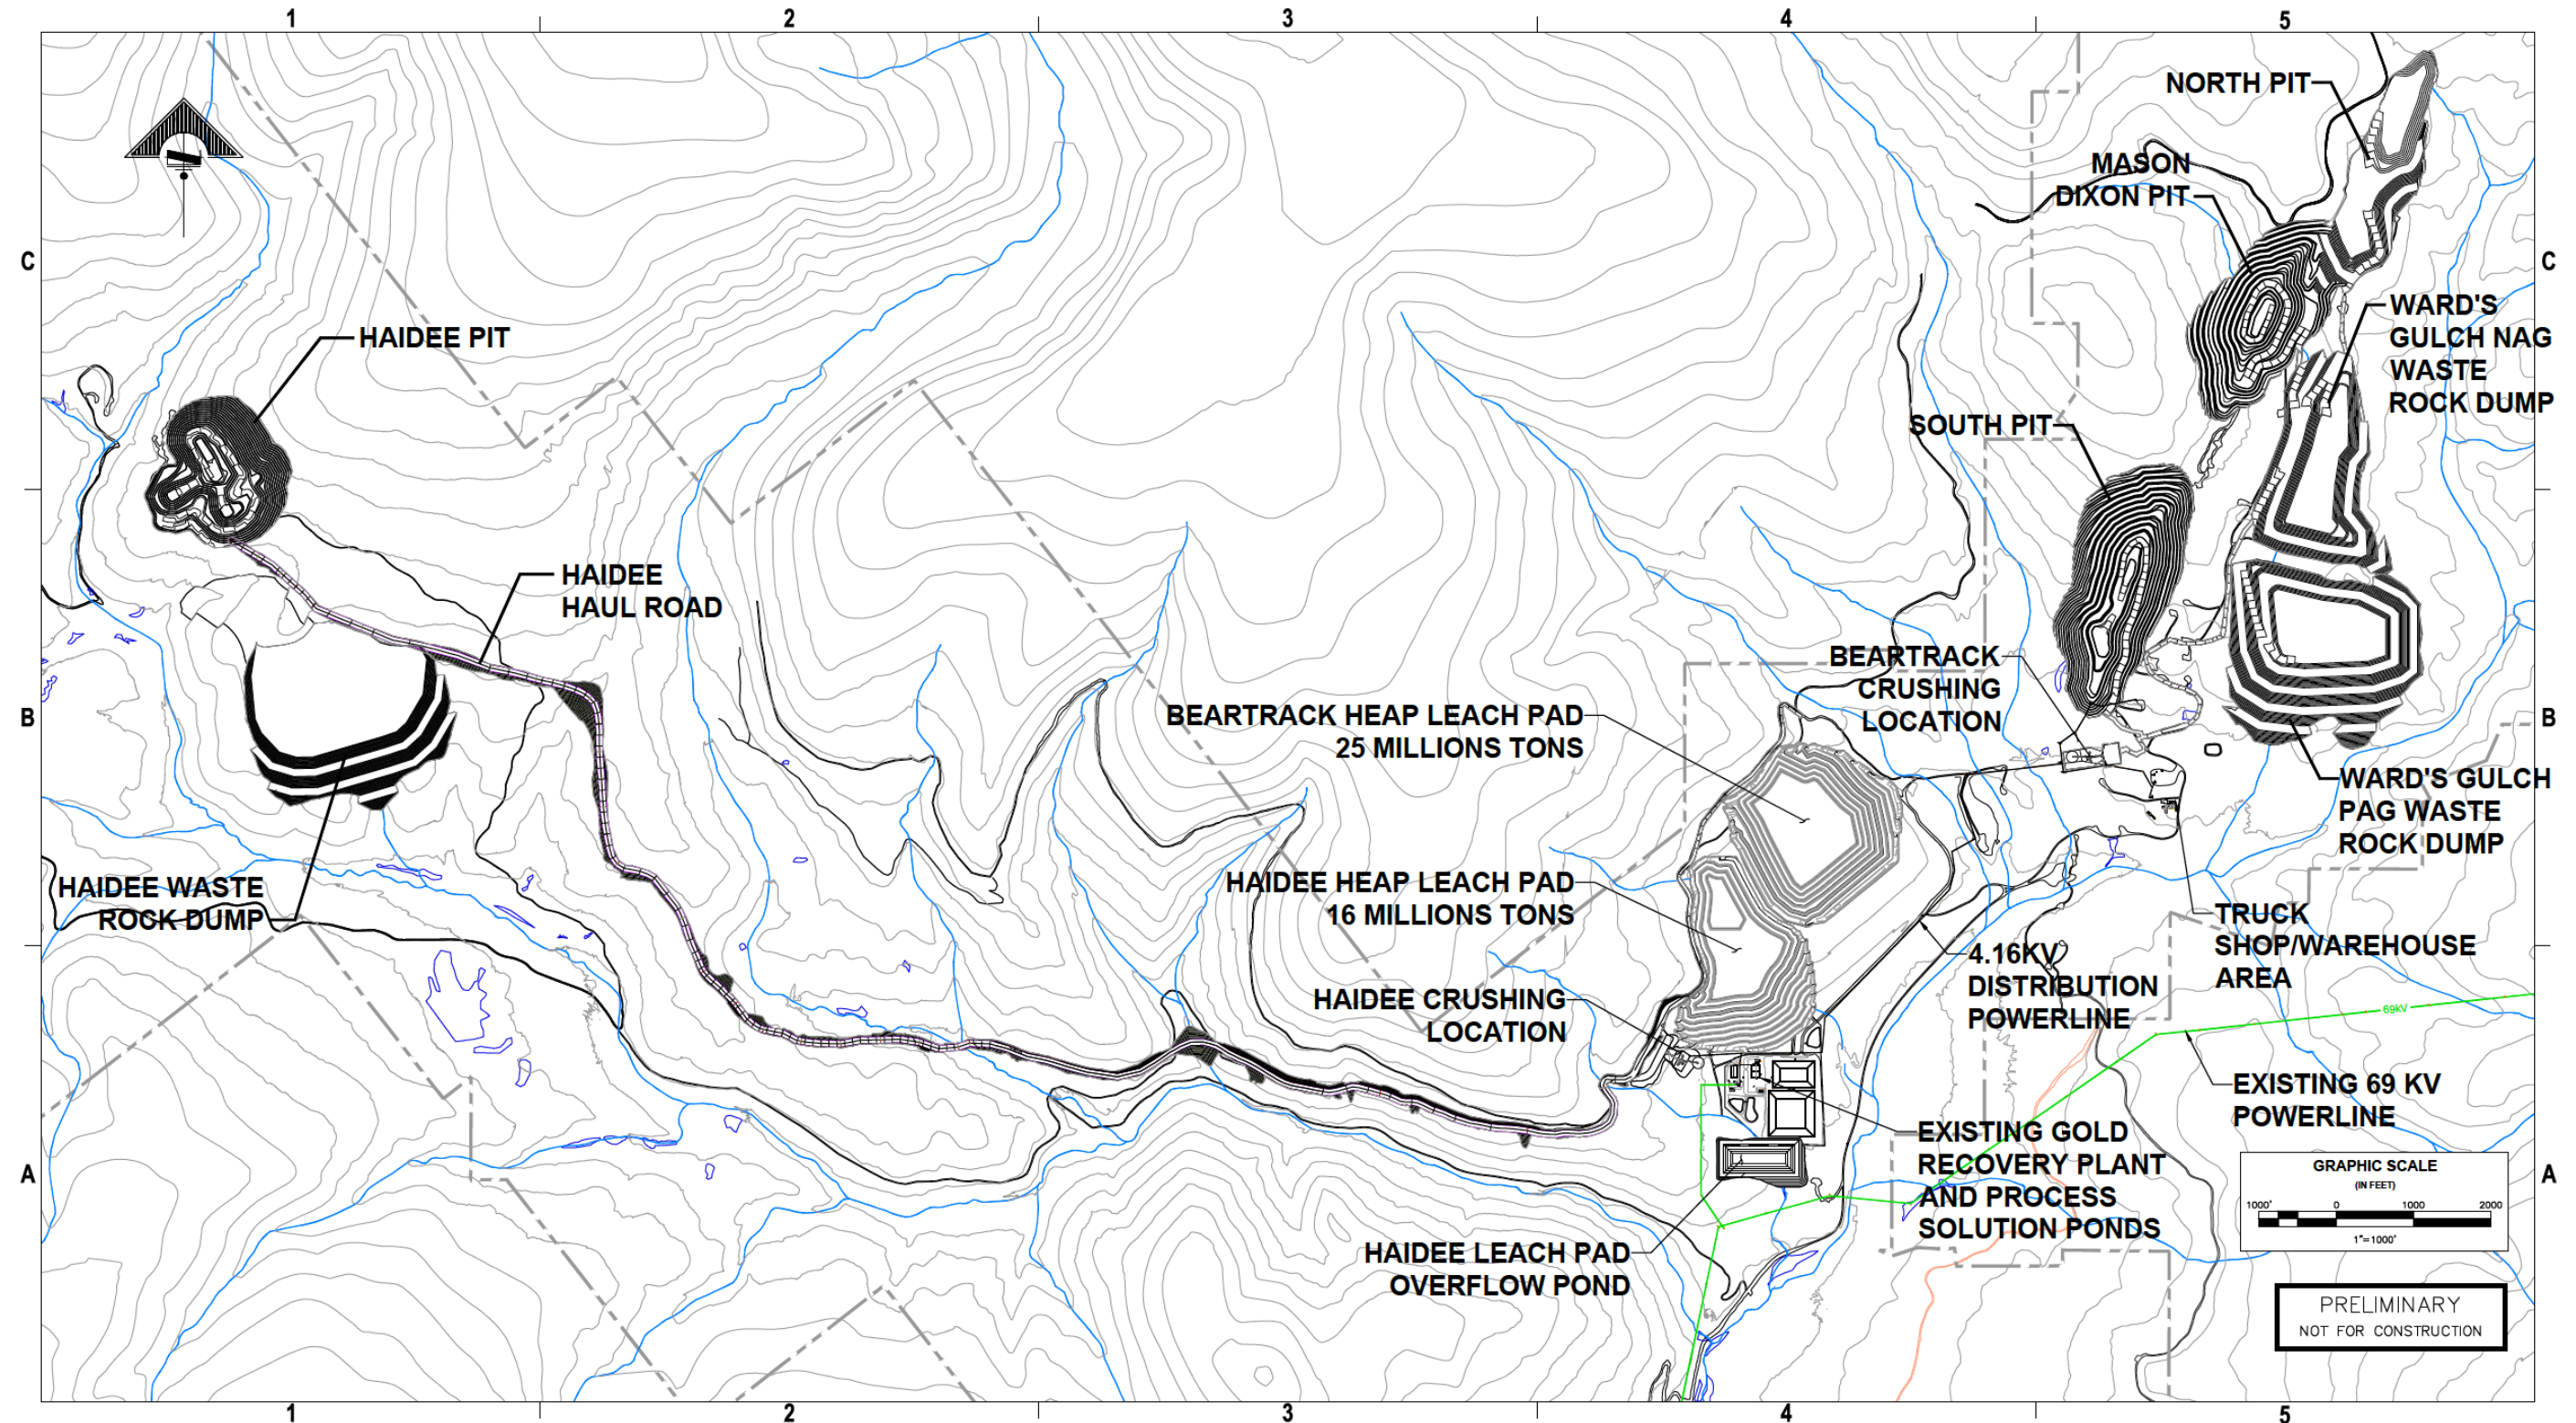 1 2 3 4 5
NORTH PIT
MASON
DIXON PIT
C C
WARD'S
GULCH NAG
WASTE
ROCK DUMP
HAIDEE PIT
SOUTH PIT
HAIDEE
HAUL ROAD
BEARTRACK
CRUSHING
LOCATION
BEARTRACK HEAP LEACH PAD
25 MILLIONS TONS
B B
WARD'S GULCH
PAG WASTE
ROCK DUMP
HAIDEE WASTE
ROCK DUMP
HAIDEE HEAP LEACH PAD
16 MILLIONS TONS
TRUCK
SHOP/WAREHOUSE
AREA
4.16KV
DISTRIBUTION
POWERLINE
HAIDEE CRUSHING
LOCATION
69KV
EXISTING 69 KV
POWERLINE
EXISTING GOLD
RECOVERY PLANT
AND PROCESS
SOLUTION PONDS
A A
GRAPHIC SCALE
(IN FEET)
1000' 0 1000 2000
1"=1000'
HAIDEE LEACH PAD
OVERFLOW POND
PRELIMINARY
NOT FOR CONSTRUCTION
1 2 3 4 5